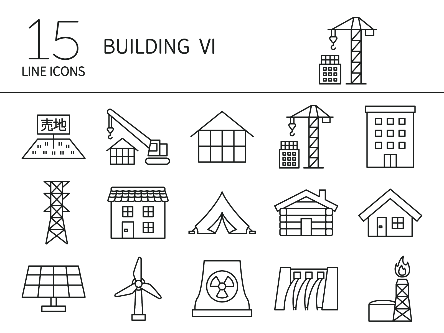 15
LINE ICONS
BUILDING VI
売地